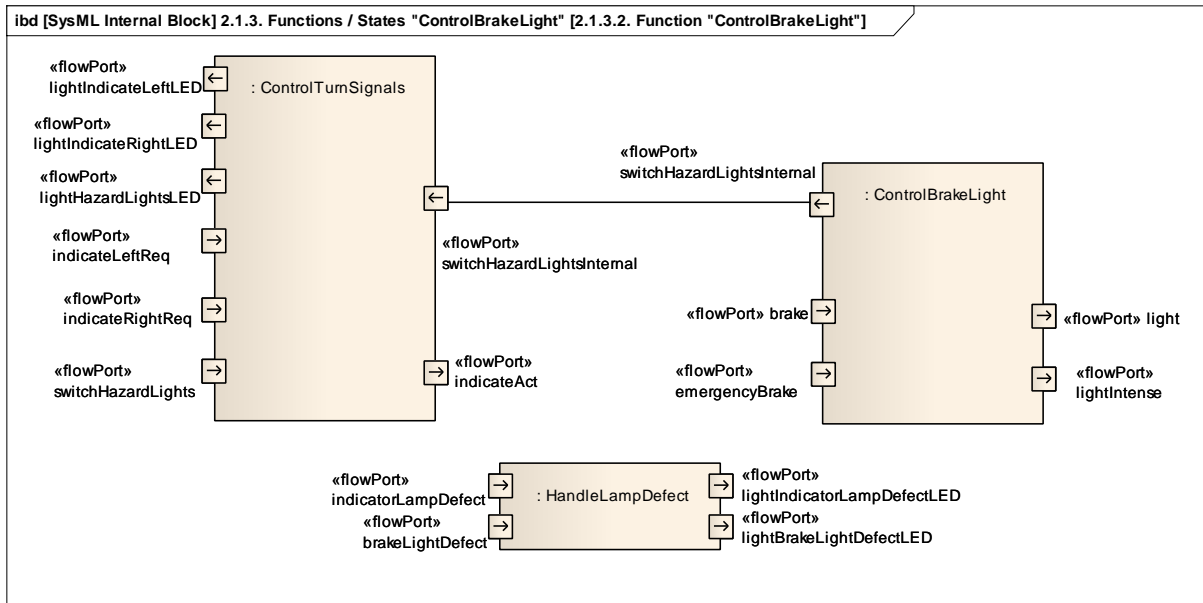 ibd [SysML Internal Block] 2.1.3. Functions / States "ControlBrakeLight" [2.1.3.2. Function "ControlBrakeLight"]
«flowPort»
lightIndicateLeftLED
«flowPort»
lightIndicateRightLED
«flowPort»
lightHazardLightsLED
«flowPort»
indicateLeftReq
«flowPort»
indicateRightReq
«flowPort»
switchHazardLights
: ControlTurnSignals
«flowPort»
switchHazardLightsInternal
«flowPort»
indicateAct
«flowPort»
switchHazardLightsInternal
: ControlBrakeLight
«flowPort» brake
«flowPort»
emergencyBrake
«flowPort» light
«flowPort»
lightIntense
«flowPort»
indicatorLampDefect
«flowPort»
brakeLightDefect
: HandleLampDefect
«flowPort»
lightIndicatorLampDefectLED
«flowPort»
lightBrakeLightDefectLED